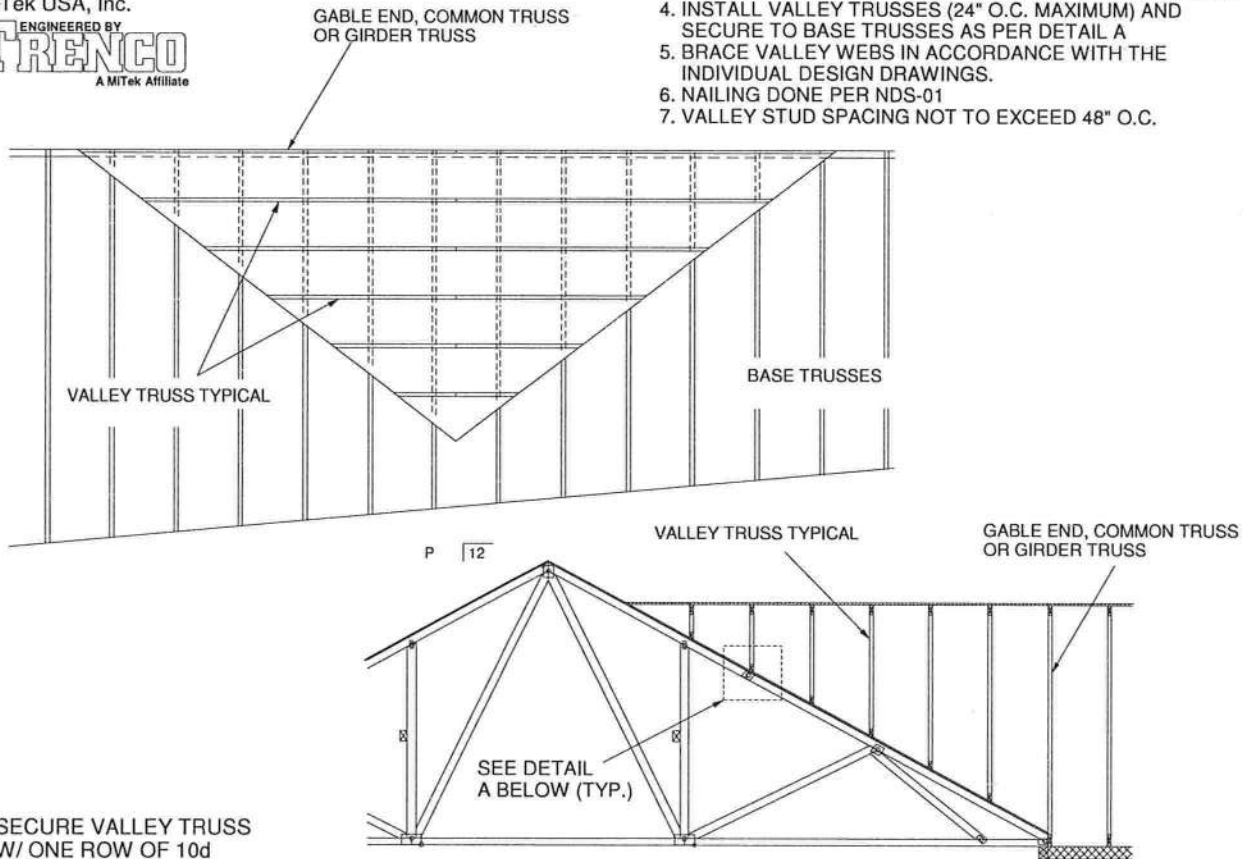 Tek USA, Inc.
ENGINEERED BY
TRENCO
A MiTek Affiliate
GABLE END, COMMON TRUSS
OR GIRDER TRUSS
4. INSTALL VALLEY TRUSSES (24" O.C. MAXIMUM) AND
SECURE TO BASE TRUSSES AS PER DETAIL A
5. BRACE VALLEY WEBS IN ACCORDANCE WITH THE
INDIVIDUAL DESIGN DRAWINGS.
6. NAILING DONE PER NDS-01
7. VALLEY STUD SPACING NOT TO EXCEED 48" O.C.
VALLEY TRUSS TYPICAL
BASE TRUSSES
P 12
VALLEY TRUSS TYPICAL
GABLE END, COMMON TRUSS
OR GIRDER TRUSS
SEE DETAIL
A BELOW (TYP.)
SECURE VALLEY TRUSS
W/ ONE ROW OF 10d